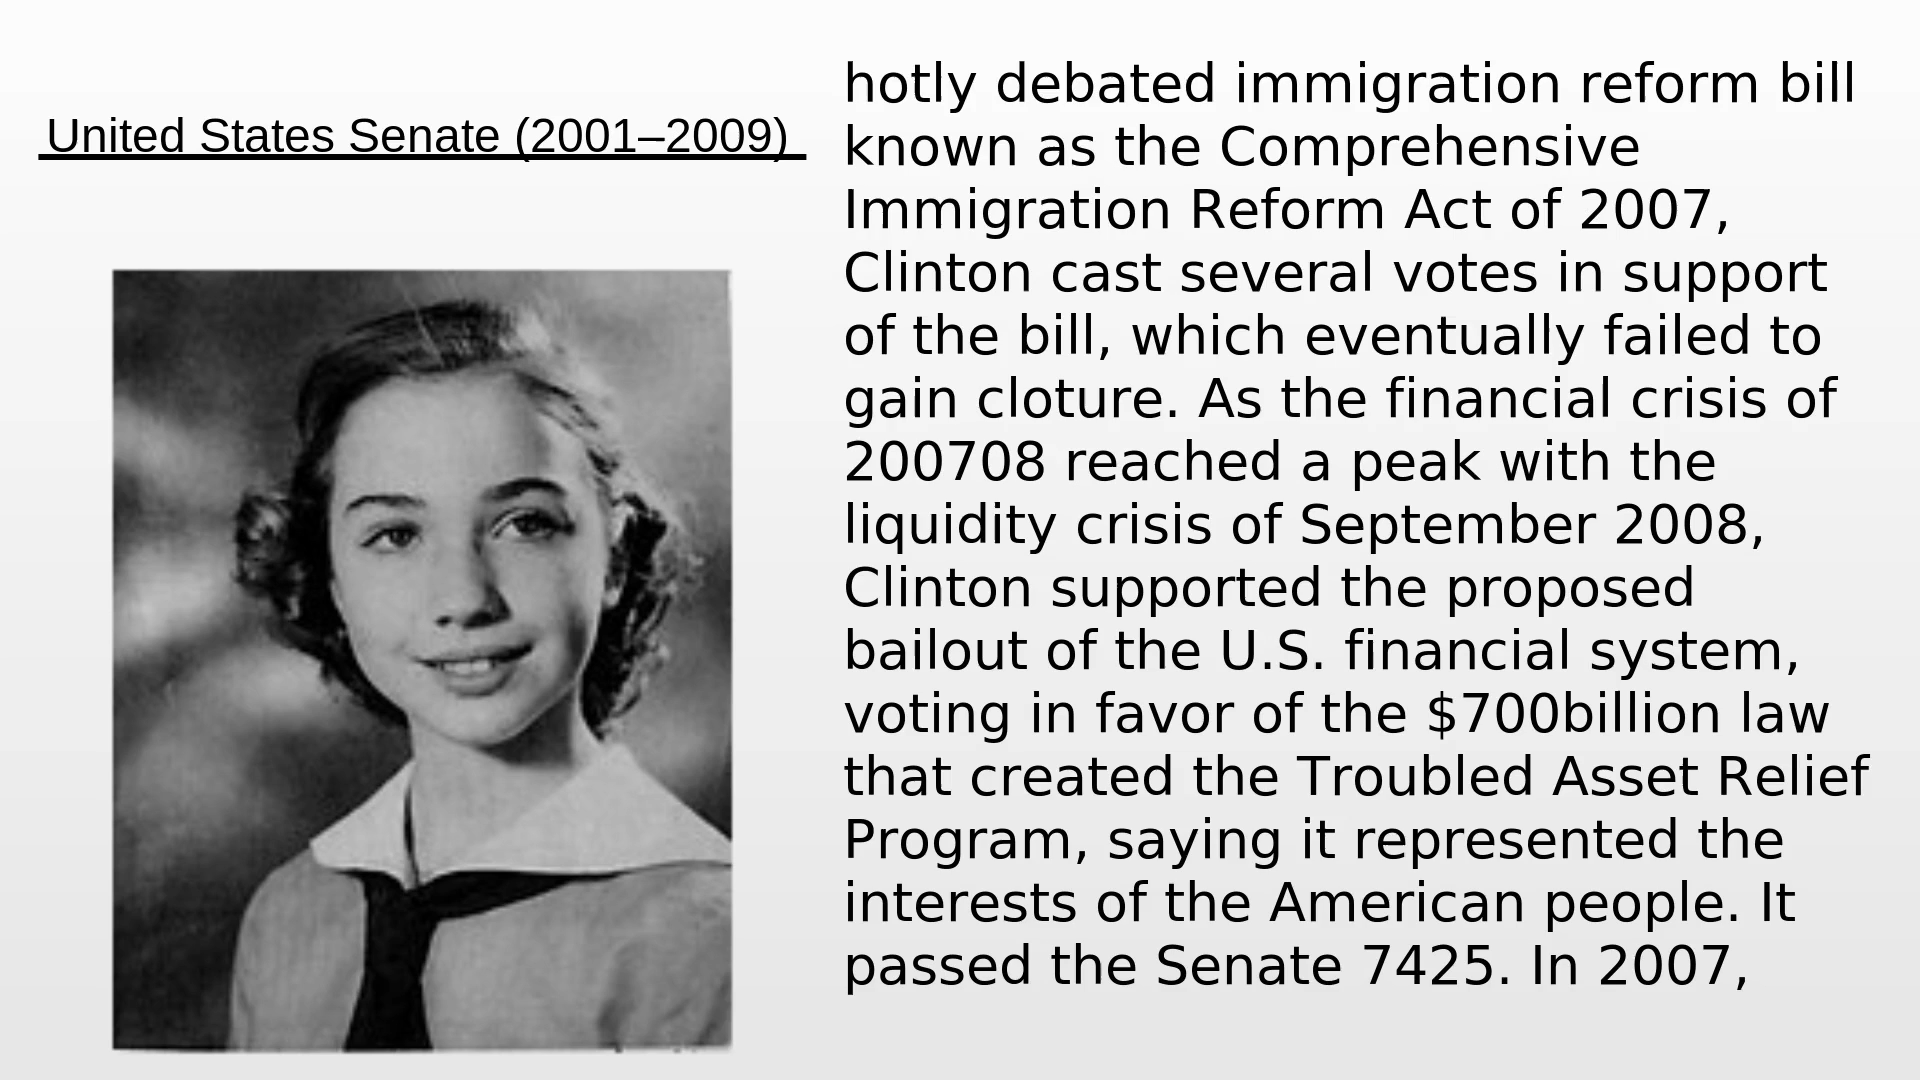 United States Senate (2001–2009)
hotly debated immigration reform bill
known as the Comprehensive
Immigration Reform Act of 2007,
Clinton cast several votes in support
of the bill, which eventually failed to
gain cloture. As the financial crisis of
200708 reached a peak with the
liquidity crisis of September 2008,
Clinton supported the proposed
bailout of the U.S. financial system,
voting in favor of the $700billion law
that created the Troubled Asset Relief
Program, saying it represented the
interests of the American people. It
passed the Senate 7425. In 2007,